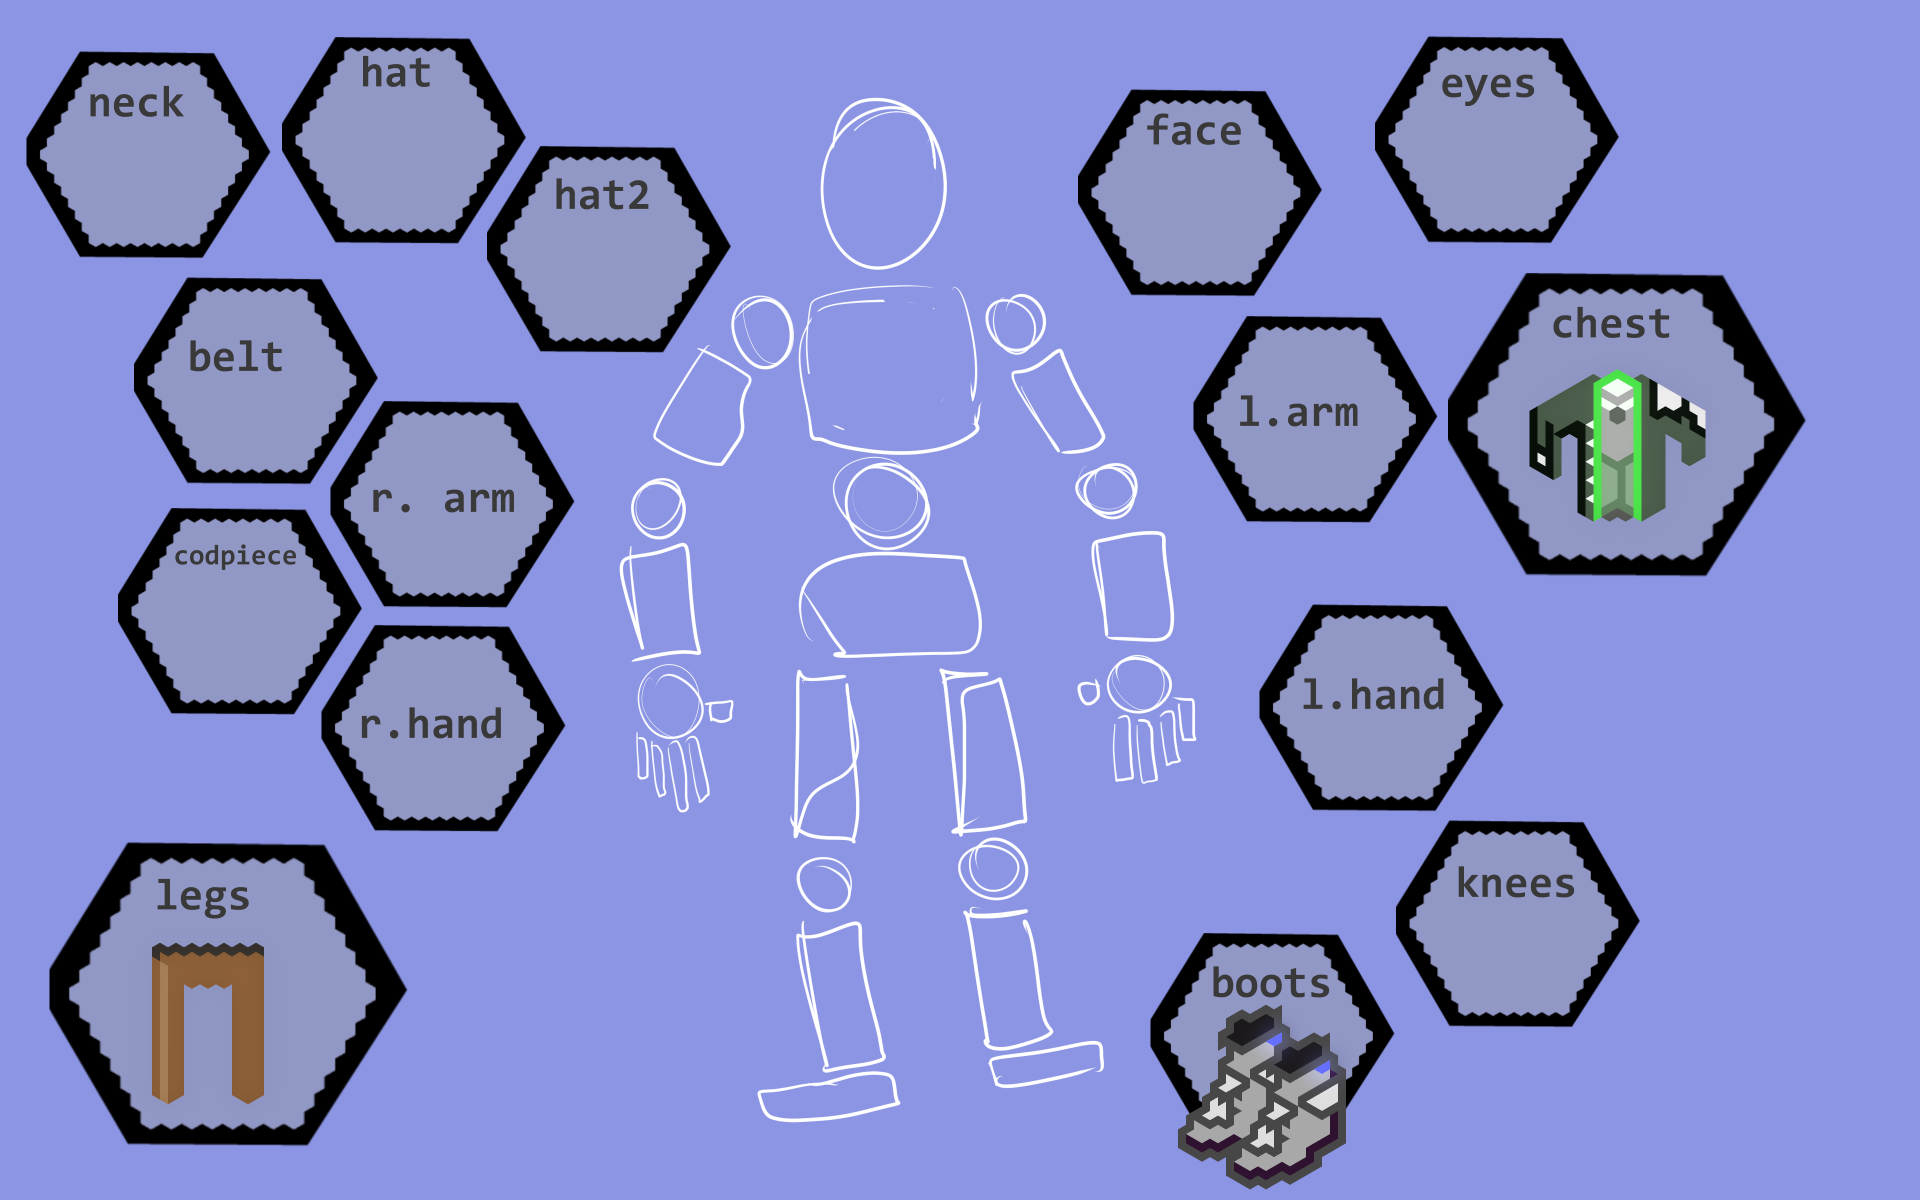 neck
hat
hat2
face
eyes
belt
chest
r. arm
l.arm
codpiece
r.hand
l.hand
legs
knees
boots